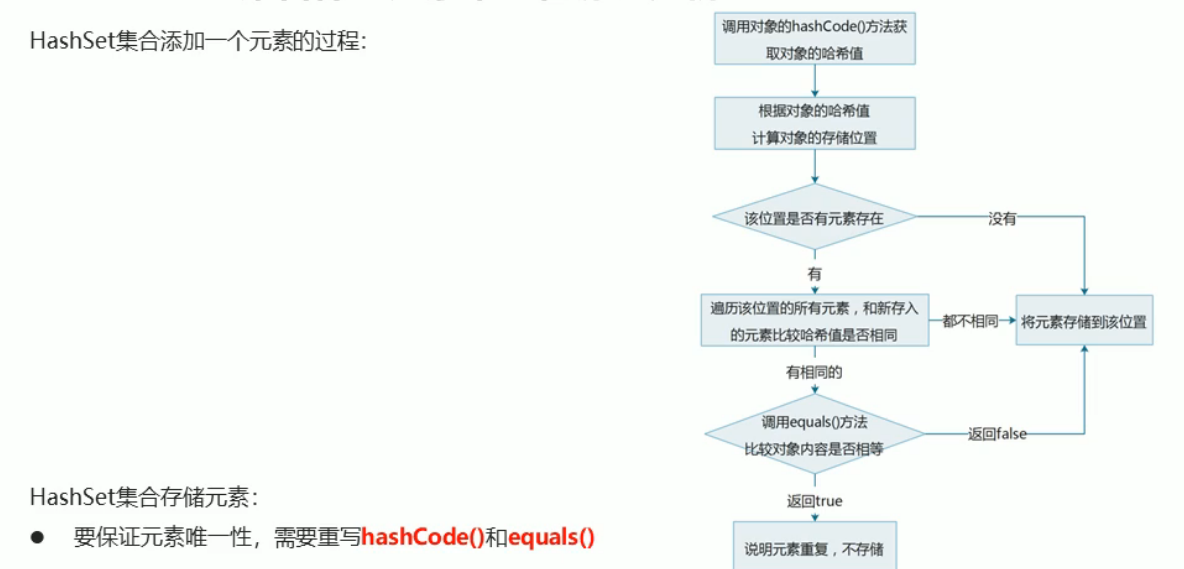 HashSet集合添加一个元素的过程：
调用对象的hashCode()方法获
取对象的哈希值
根据对象的哈希值
计算对象的存储位置
该位置是否有元素存在
没有
有
遍历该位置的所有元素，和新存入
的元素比较哈希值是否相同
都不相同
将元素存储到该位置
有相同的
调用equals()方法
比较对象内容是否相等
返回false
返回true
说明元素重复，不存储
HashSet集合存储元素：
● 要保证元素唯一性，需要重写hashCode()和equals()